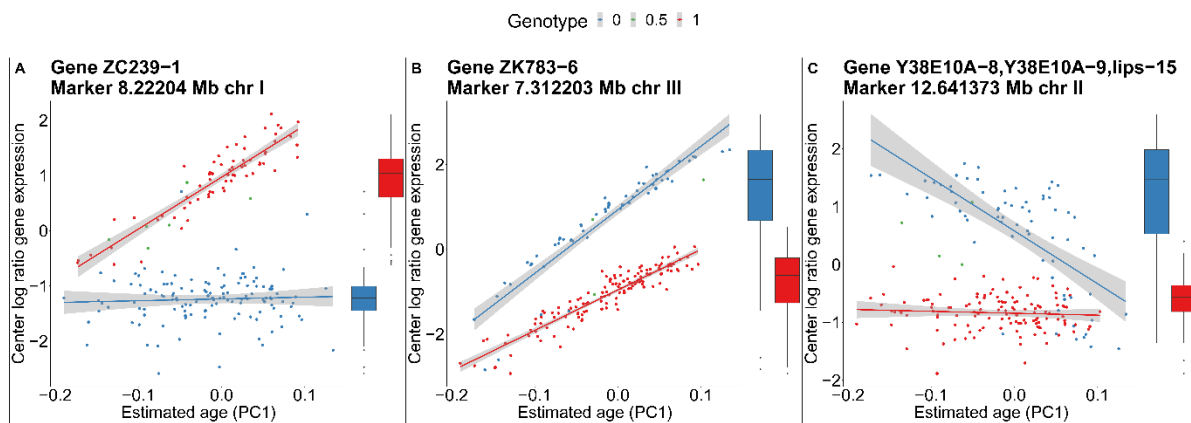 Genotype 0 0.5 1
A Gene ZC239−1
Marker 8.22204 Mb chr I
Center log ratio gene expression
2
1
0
−1
−2
−0.2 −0.1 0.0 0.1
Estimated age (PC1)
B Gene ZK783−6
Marker 7.312203 Mb chr III
Center log ratio gene expression
2
0
−2
−0.2 −0.1 0.0 0.1
Estimated age (PC1)
C Gene Y38E10A−8,Y38E10A−9,lips−15
Marker 12.641373 Mb chr II
Center log ratio gene expression
2
1
0
−1
−2
−0.2 −0.1 0.0 0.1
Estimated age (PC1)